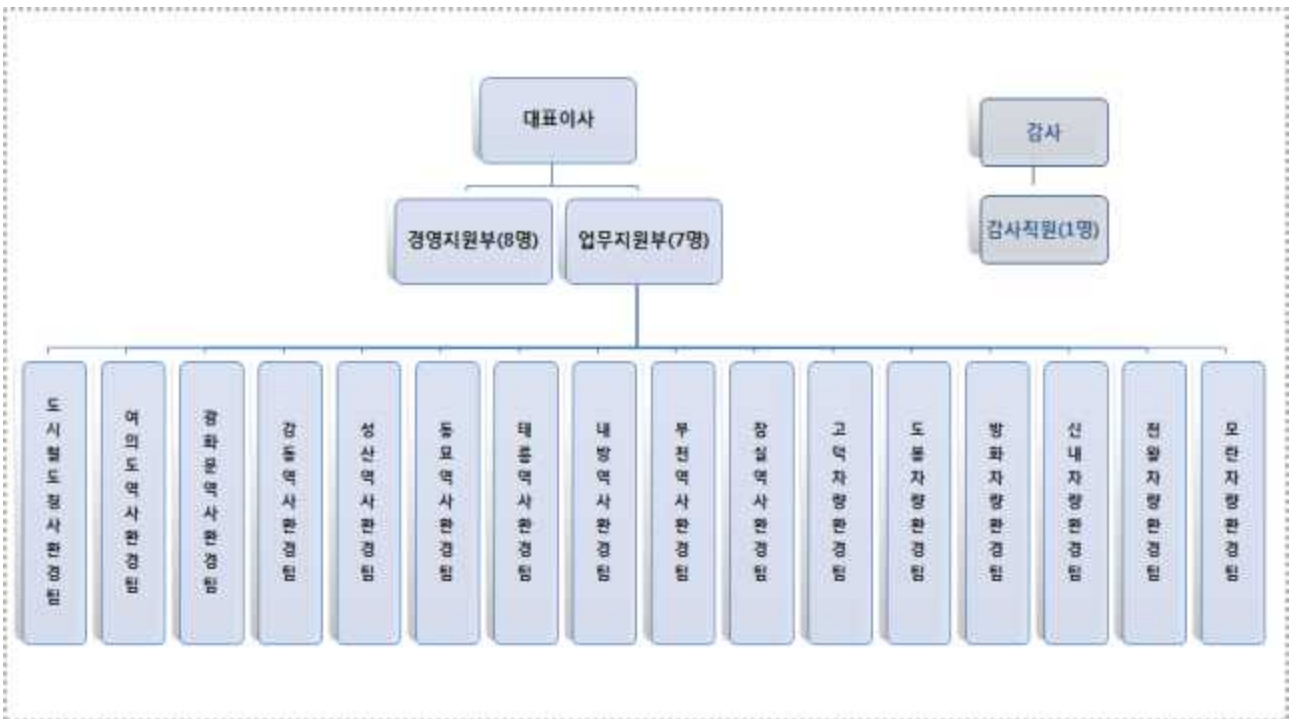 대표이사
감사
경영지원부(8명)
업무지원부(7명)
감사직원(1명)
도시철도청사환경팀
여의도역사환경팀
광화문역사환경팀
강동역사환경팀
성산역사환경팀
동묘역사환경팀
태릉역사환경팀
내방역사환경팀
부천역사환경팀
잠실역사환경팀
고덕차량환경팀
도봉차량환경팀
방화차량환경팀
신내차량환경팀
천왕차량환경팀
모란차량환경팀